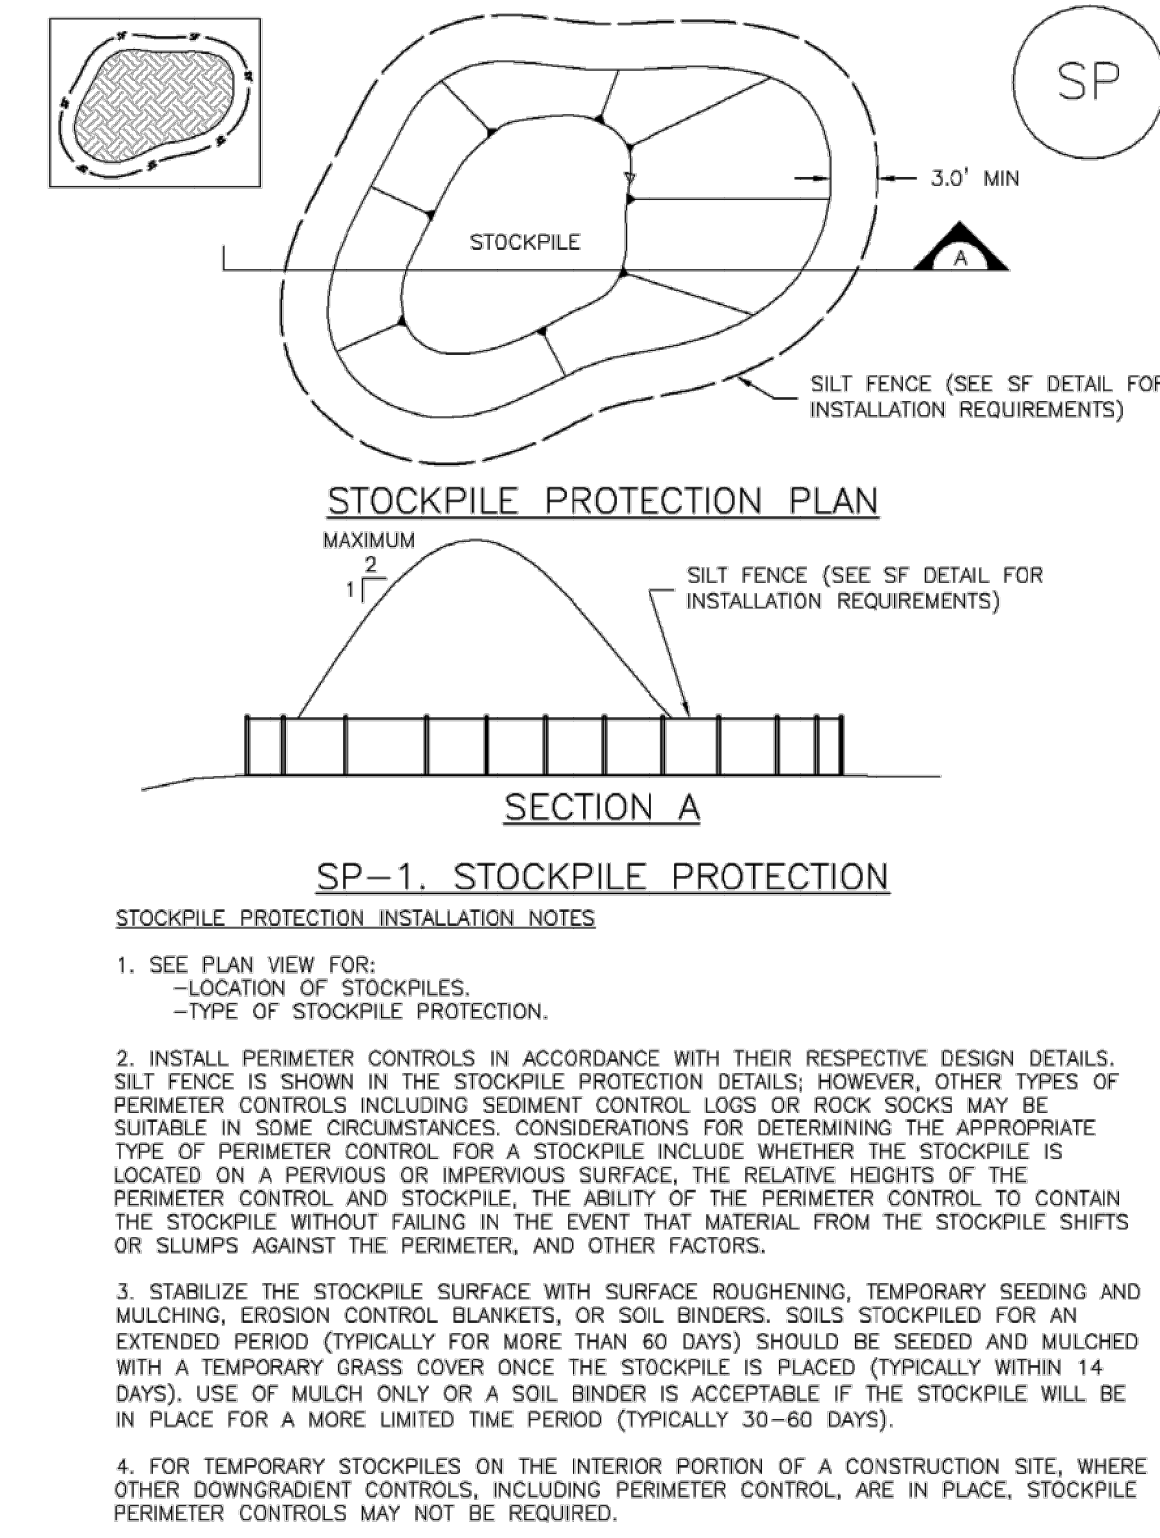 SF SF
SF SF
SF SF SF
SP
3.0' MIN
STOCKPILE
A
SILT FENCE (SEE SF DETAIL FOR
INSTALLATION REQUIREMENTS)
STOCKPILE PROTECTION PLAN
MAXIMUM
2
1
SILT FENCE (SEE SF DETAIL FOR
INSTALLATION REQUIREMENTS)
SECTION A
SP-1. STOCKPILE PROTECTION
STOCKPILE PROTECTION INSTALLATION NOTES
1. SEE PLAN VIEW FOR:
-LOCATION OF STOCKPILES.
-TYPE OF STOCKPILE PROTECTION.
2. INSTALL PERIMETER CONTROLS IN ACCORDANCE WITH THEIR RESPECTIVE DESIGN DETAILS.
SILT FENCE IS SHOWN IN THE STOCKPILE PROTECTION DETAILS; HOWEVER, OTHER TYPES OF
PERIMETER CONTROLS INCLUDING SEDIMENT CONTROL LOGS OR ROCK SOCKS MAY BE
SUITABLE IN SOME CIRCUMSTANCES. CONSIDERATIONS FOR DETERMINING THE APPROPRIATE
TYPE OF PERIMETER CONTROL FOR A STOCKPILE INCLUDE WHETHER THE STOCKPILE IS
LOCATED ON A PERVIOUS OR IMPERVIOUS SURFACE, THE RELATIVE HEIGHTS OF THE
PERIMETER CONTROL AND STOCKPILE, THE ABILITY OF THE PERIMETER CONTROL TO CONTAIN
THE STOCKPILE WITHOUT FAILING IN THE EVENT THAT MATERIAL FROM THE STOCKPILE SHIFTS
OR SLUMPS AGAINST THE PERIMETER, AND OTHER FACTORS.
3. STABILIZE THE STOCKPILE SURFACE WITH SURFACE ROUGHENING, TEMPORARY SEEDING AND
MULCHING, EROSION CONTROL BLANKETS, OR SOIL BINDERS. SOILS STOCKPILED FOR AN
EXTENDED PERIOD (TYPICALLY FOR MORE THAN 60 DAYS) SHOULD BE SEEDED AND MULCHED
WITH A TEMPORARY GRASS COVER ONCE THE STOCKPILE IS PLACED (TYPICALLY WITHIN 14
DAYS). USE OF MULCH ONLY OR A SOIL BINDER IS ACCEPTABLE IF THE STOCKPILE WILL BE
IN PLACE FOR A MORE LIMITED TIME PERIOD (TYPICALLY 30-60 DAYS).
4. FOR TEMPORARY STOCKPILES ON THE INTERIOR PORTION OF A CONSTRUCTION SITE, WHERE
OTHER DOWNGRADIENT CONTROLS, INCLUDING PERIMETER CONTROL, ARE IN PLACE, STOCKPILE
PERIMETER CONTROLS MAY NOT BE REQUIRED.